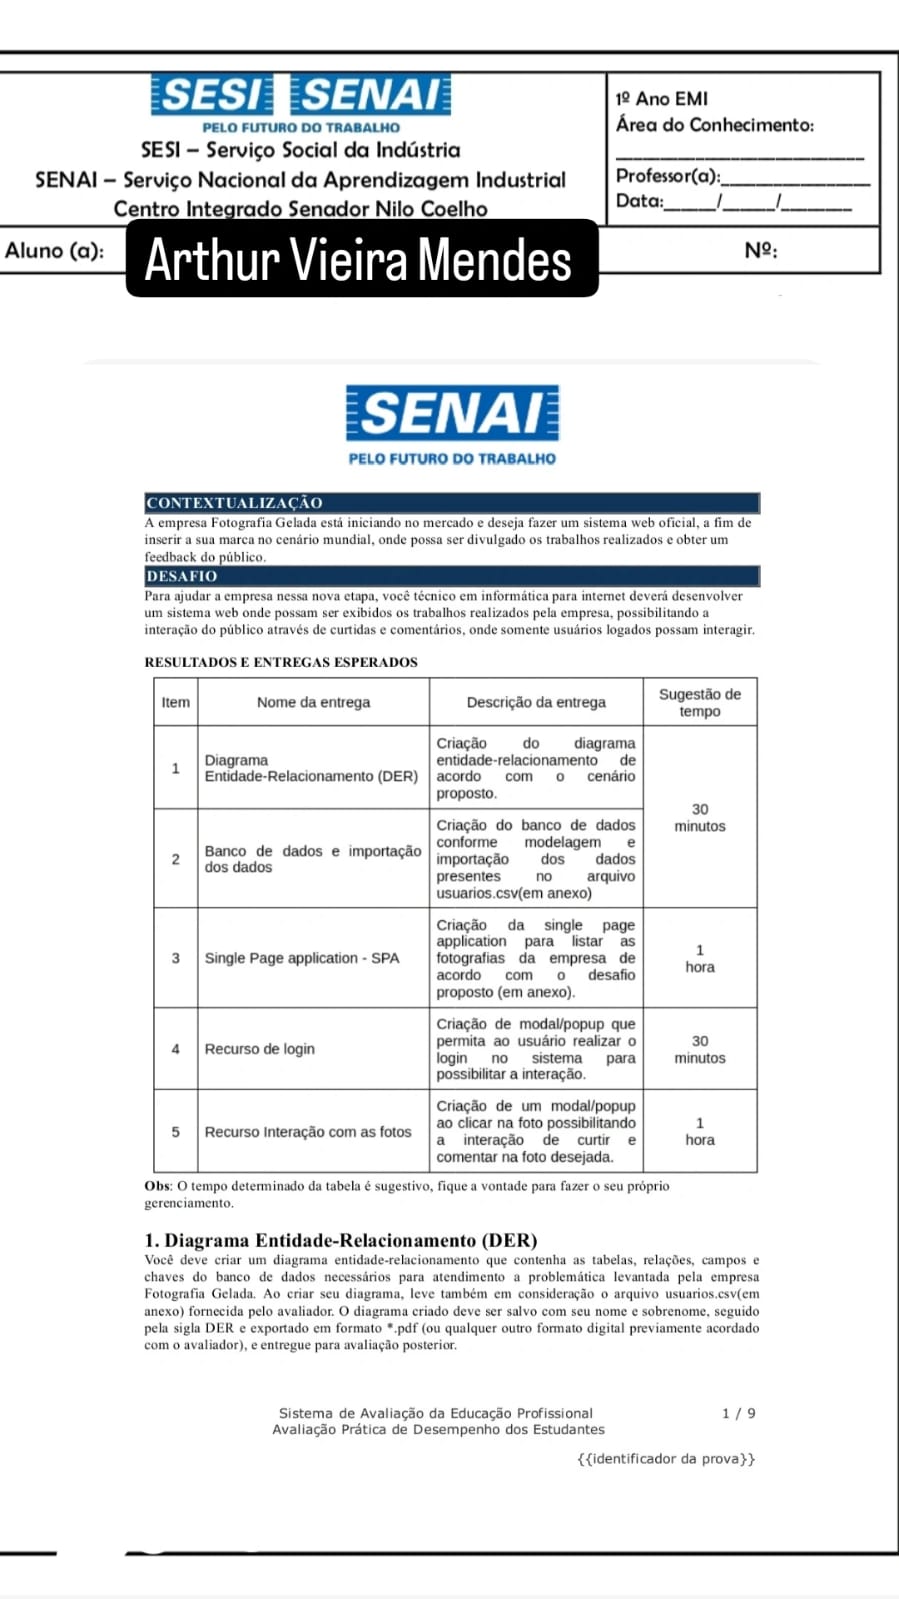 SESI SENAI
PELO FUTURO DO TRABALHO
SESI – Serviço Social da Indústria
SENAI – Serviço Nacional da Aprendizagem Industrial
Centro Integrado Senador Nilo Coelho
1º Ano EMI
Área do Conhecimento:
Professor(a):
Data:____/____/______
Aluno (a): Arthur Vieira Mendes Nº:
SENAI
PELO FUTURO DO TRABALHO
CONTEXTUALIZAÇÃO
A empresa Fotografia Gelada está iniciando no mercado e deseja fazer um sistema web oficial, a fim de
inserir a sua marca no cenário mundial, onde possa ser divulgado os trabalhos realizados e obter um
feedback do público.
DESAFIO
Para ajudar a empresa nessa nova etapa, você técnico em informática para internet deverá desenvolver
um sistema web onde possam ser exibidos os trabalhos realizados pela empresa, possibilitando a
interação do público através de curtidas e comentários, onde somente usuários logados possam interagir.
RESULTADOS E ENTREGAS ESPERADOS
Item
Nome da entrega
Descrição da entrega
Sugestão de
tempo
1
Diagrama
Entidade-Relacionamento (DER)
Criação do diagrama
entidade-relacionamento de
acordo com o cenário
proposto.
30
minutos
2
Banco de dados e importação
dos dados
Criação do banco de dados
conforme modelagem e
importação dos dados
presentes no arquivo
usuarios.csv(em anexo)
3
Single Page application - SPA
Criação da single page
application para listar as
fotografias da empresa de
acordo com o desafio
proposto (em anexo).
1
hora
4
Recurso de login
Criação de modal/popup que
permita ao usuário realizar o
login no sistema para
possibilitar a interação.
30
minutos
5
Recurso Interação com as fotos
Criação de um modal/popup
ao clicar na foto possibilitando
a interação de curtir e
comentar na foto desejada.
1
hora
Obs: O tempo determinado da tabela é sugestivo, fique a vontade para fazer o seu próprio
gerenciamento.
1. Diagrama Entidade-Relacionamento (DER)
Você deve criar um diagrama entidade-relacionamento que contenha as tabelas, relações, campos e
chaves do banco de dados necessários para atendimento a problemática levantada pela empresa
Fotografia Gelada. Ao criar seu diagrama, leve também em consideração o arquivo usuarios.csv(em
anexo) fornecida pelo avaliador. O diagrama criado deve ser salvo com seu nome e sobrenome, seguido
pela sigla DER e exportado em formato *.pdf (ou qualquer outro formato digital previamente acordado
com o avaliador), e entregue para avaliação posterior.
Sistema de Avaliação da Educação Profissional 1 / 9
Avaliação Prática de Desempenho dos Estudantes
{{identificador da prova}}